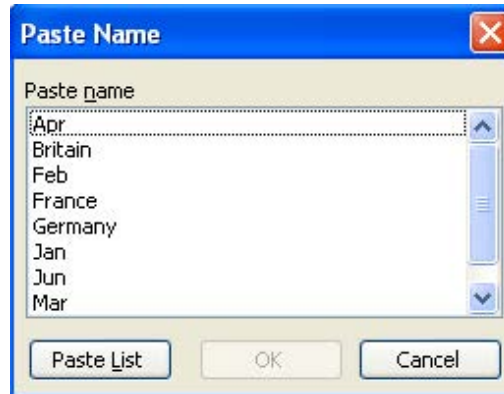 Paste Name
Paste name
Apr
Britain
Feb
France
Germany
Jan
Jun
Mar
Paste List
OK
Cancel